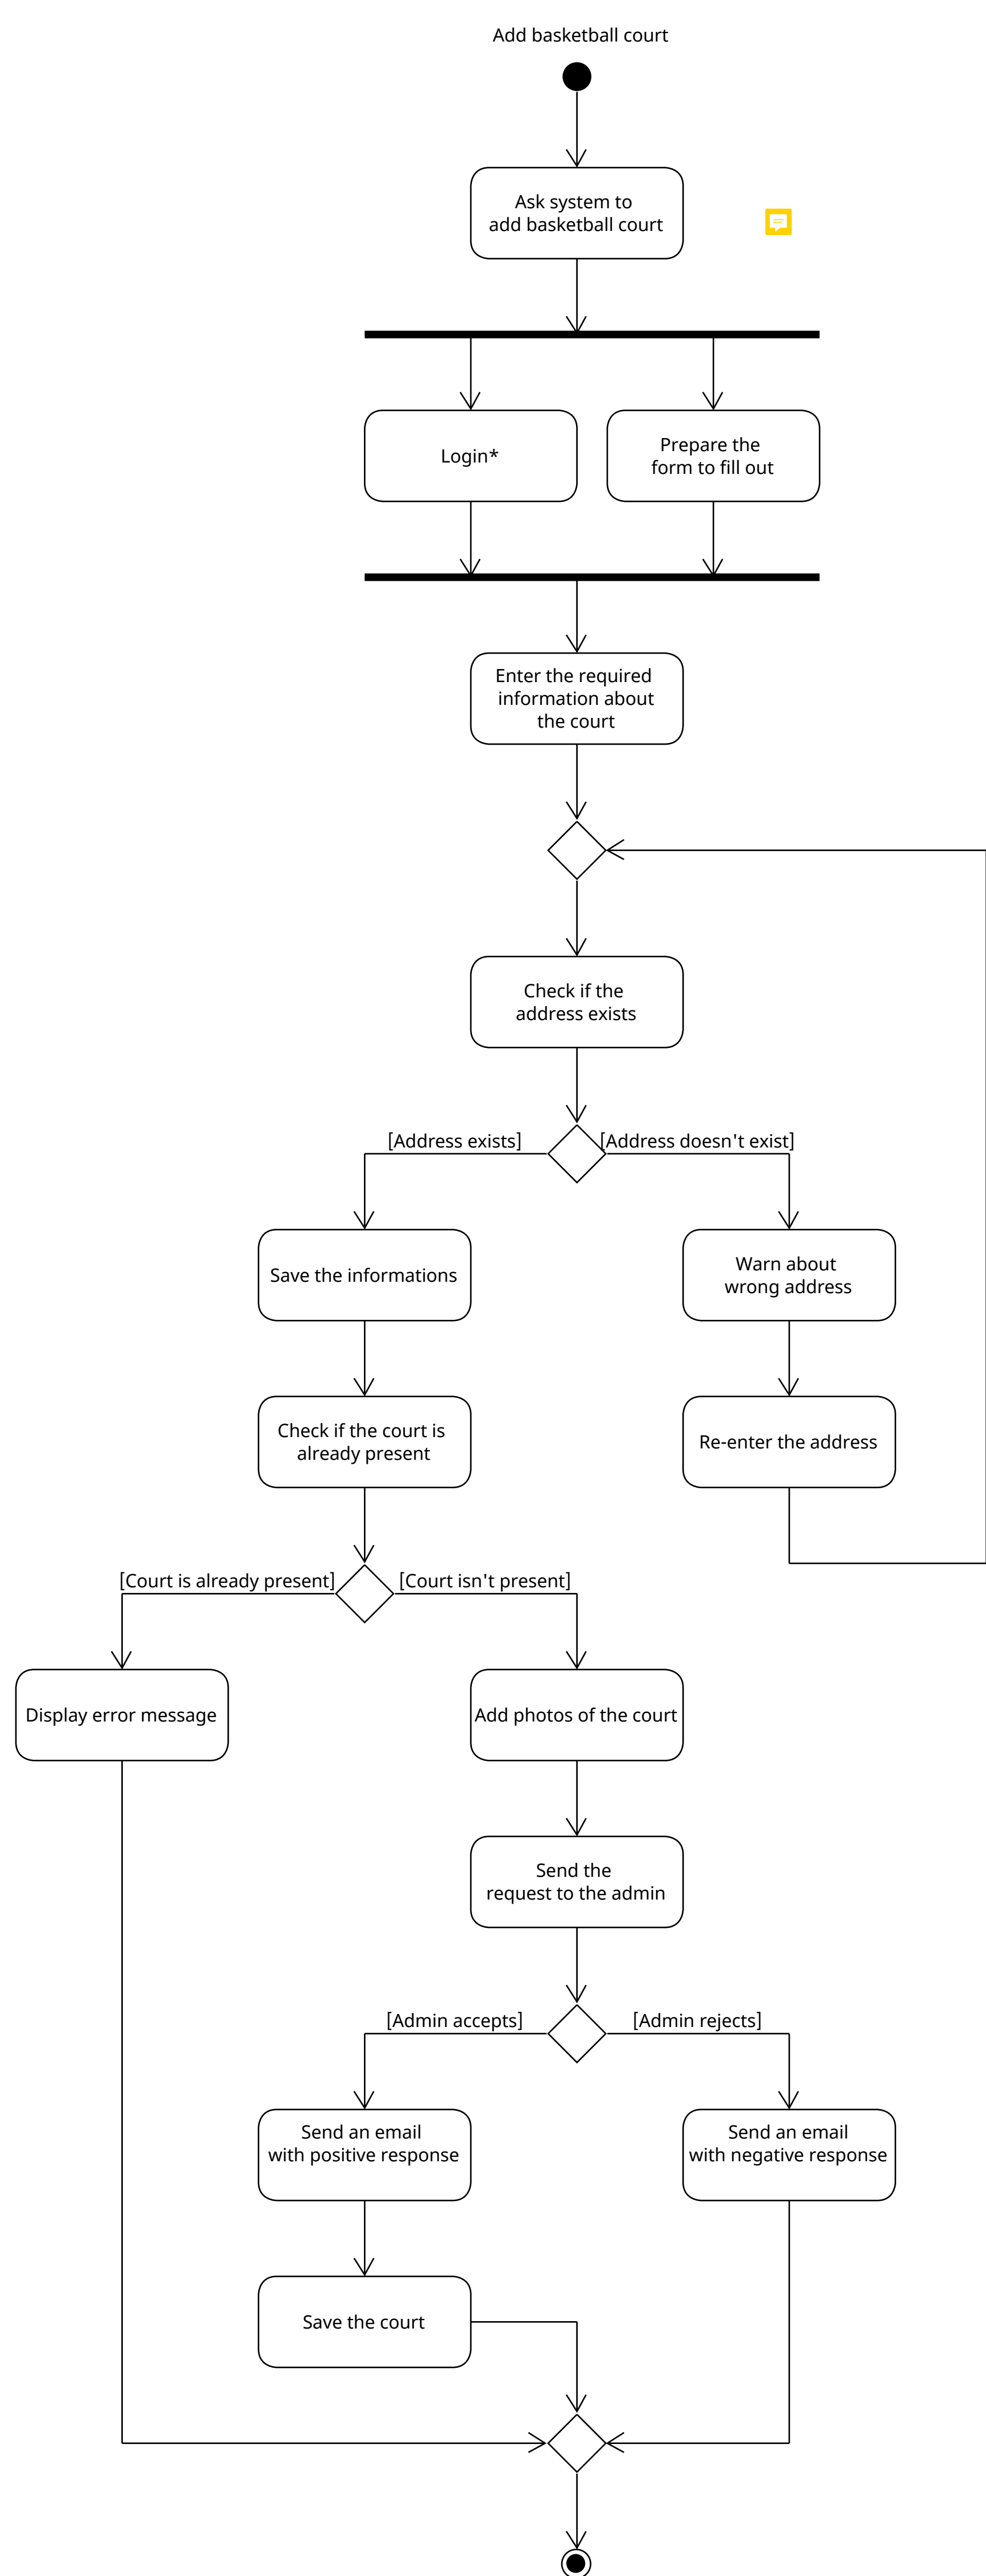 Add basketball court
Ask system to
add basketball court
Login*
Prepare the
form to fill out
Enter the required
information about
the court
Check if the
address exists
[Address exists]
[Address doesn't exist]
Save the informations
Warn about
wrong address
Check if the court is
already present
Re-enter the address
[Court is already present]
[Court isn't present]
Display error message
Add photos of the court
Send the
request to the admin
[Admin accepts]
[Admin rejects]
Send an email
with positive response
Send an email
with negative response
Save the court